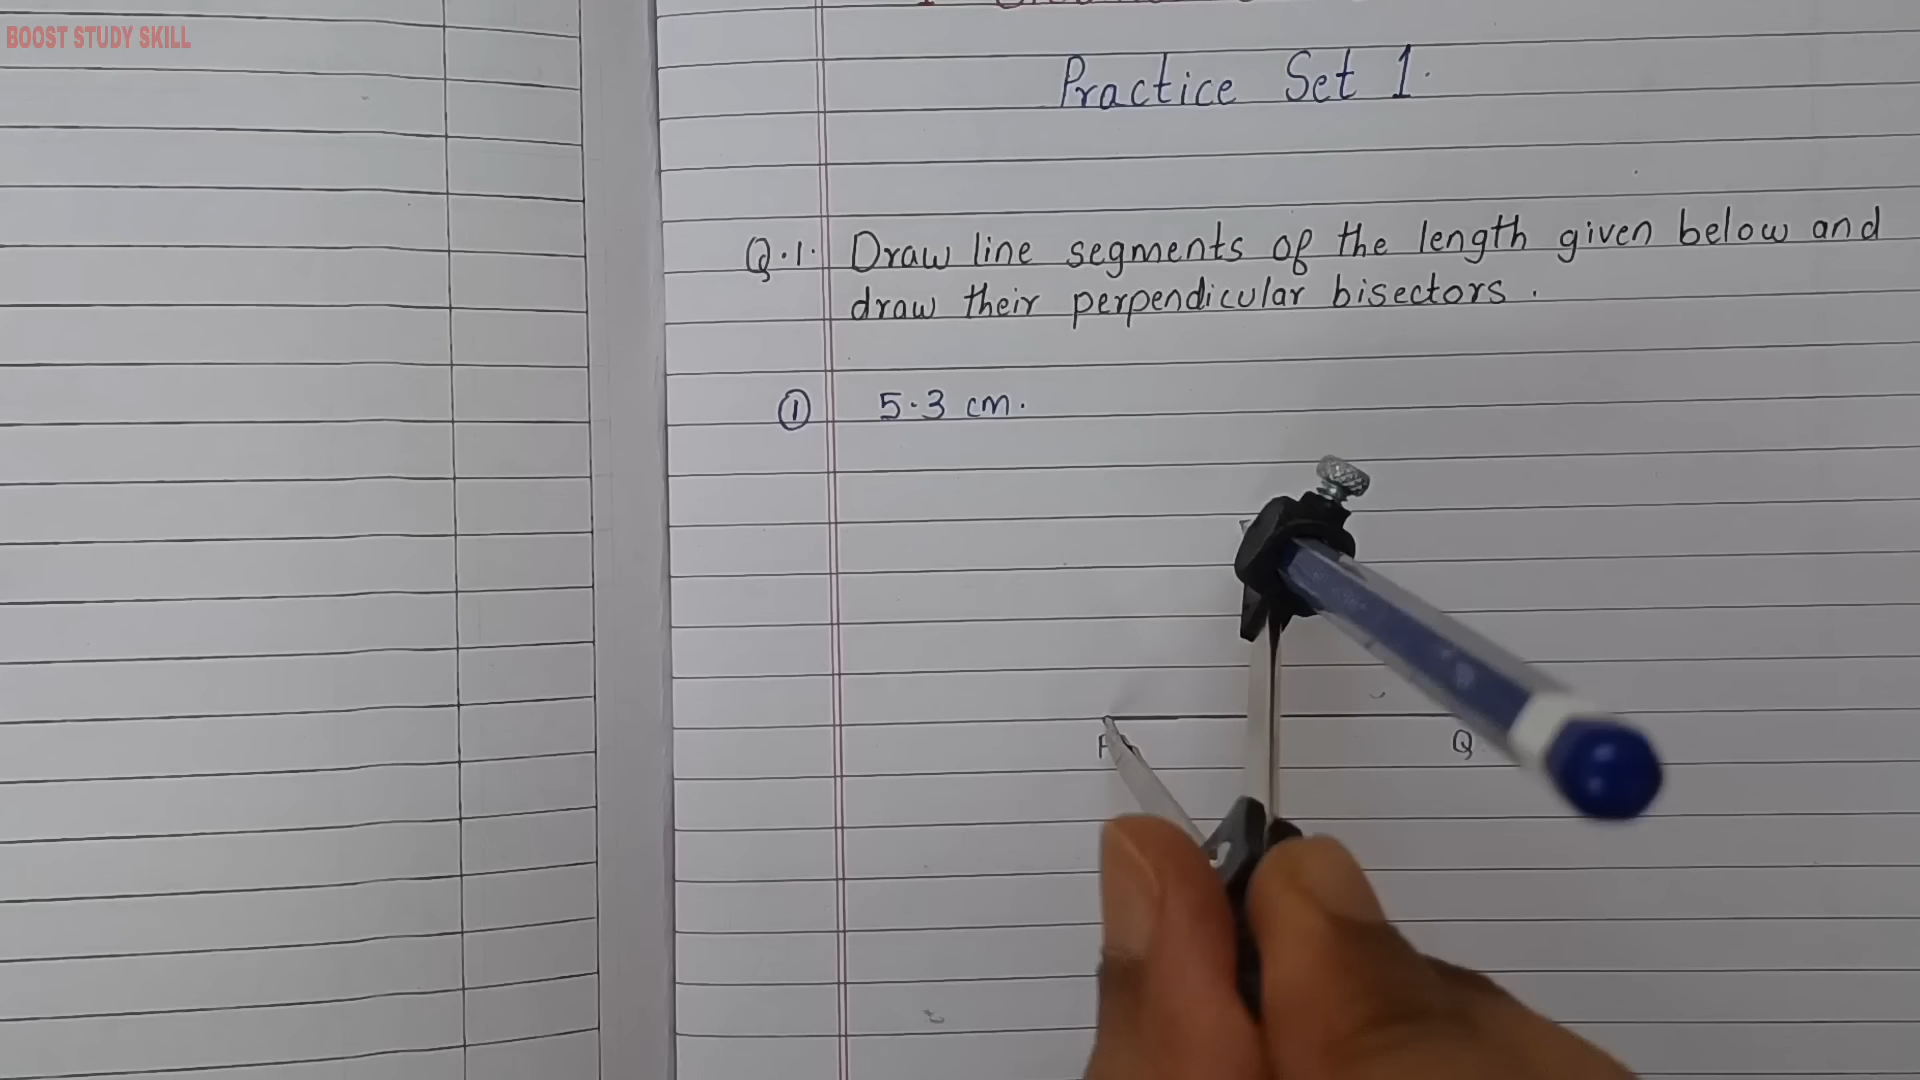 BOOST STUDY SKILL
Practice Set 1.
Q.1. Draw line segments of the length given below and
draw their perpendicular bisectors.
① 5.3 cm.
P Q